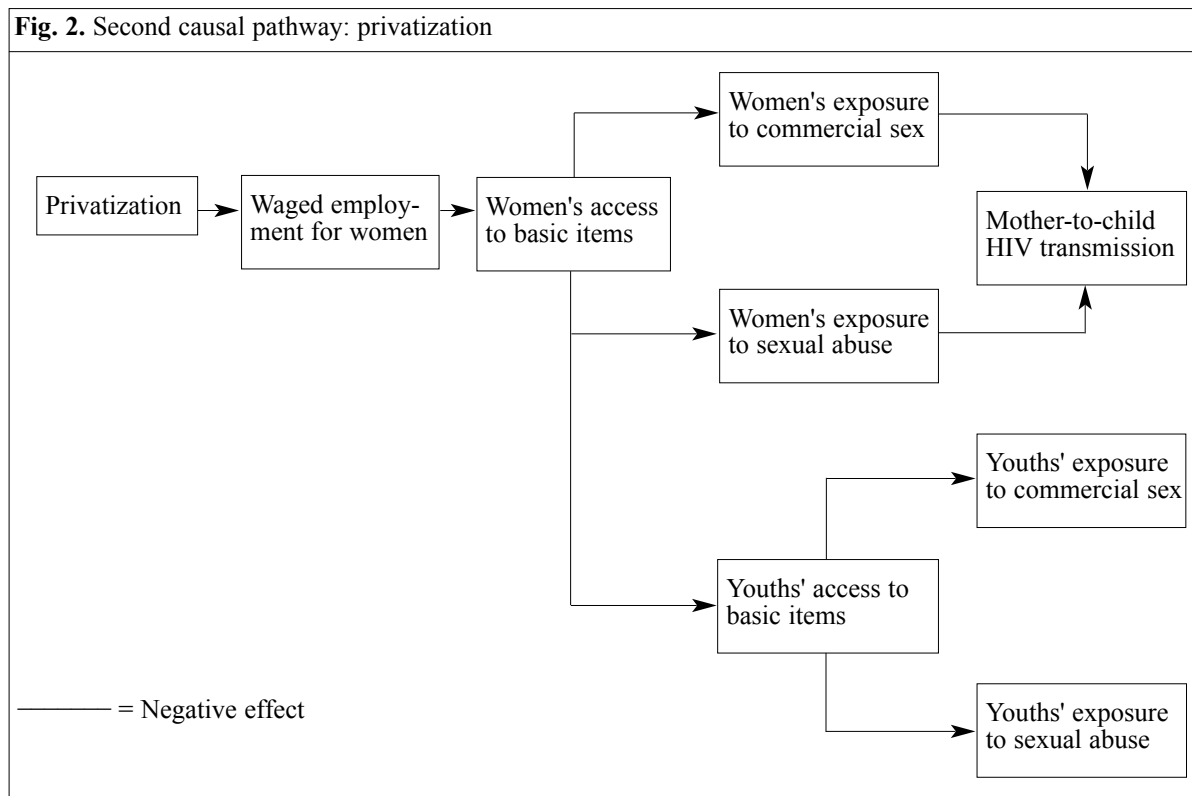 Fig. 2. Second causal pathway: privatization
Privatization
Waged employ-
ment for women
Women's access
to basic items
Women's exposure
to commercial sex
Women's exposure
to sexual abuse
Mother-to-child
HIV transmission
Youths' access to
basic items
Youths' exposure
to commercial sex
Youths' exposure
to sexual abuse
= Negative effect